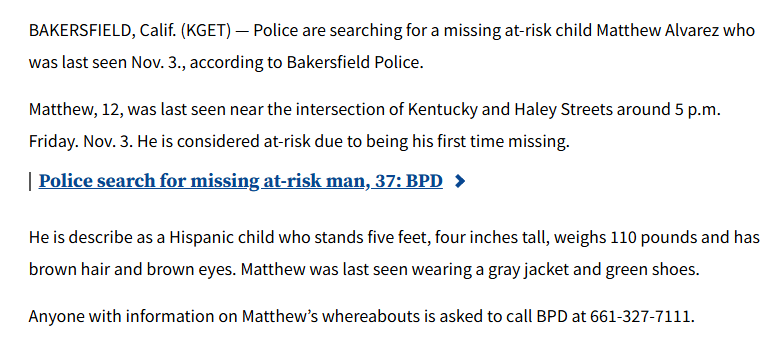 BAKERSFIELD, Calif. (KGET) — Police are searching for a missing at-risk child Matthew Alvarez who
was last seen Nov. 3., according to Bakersfield Police.
Matthew, 12, was last seen near the intersection of Kentucky and Haley Streets around 5 p.m.
Friday. Nov. 3. He is considered at-risk due to being his first time missing.
Police search for missing at-risk man, 37: BPD
He is describe as a Hispanic child who stands five feet, four inches tall, weighs 110 pounds and has
brown hair and brown eyes. Matthew was last seen wearing a gray jacket and green shoes.
Anyone with information on Matthew’s whereabouts is asked to call BPD at 661-327-7111.